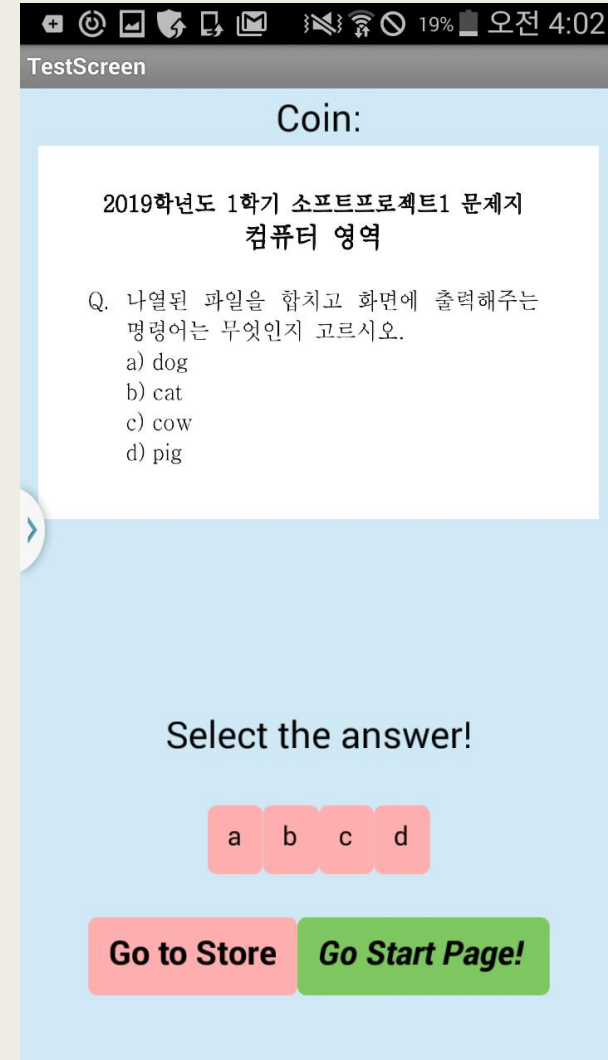 19% 오전 4:02
TestScreen
Coin:
2019학년도 1학기 소프트프로젝트1 문제지
컴퓨터 영역
Q. 나열된 파일을 합치고 화면에 출력해주는
명령어는 무엇인지 고르시오.
a) dog
b) cat
c) cow
d) pig
Select the answer!
a b c d
Go to Store Go Start Page!